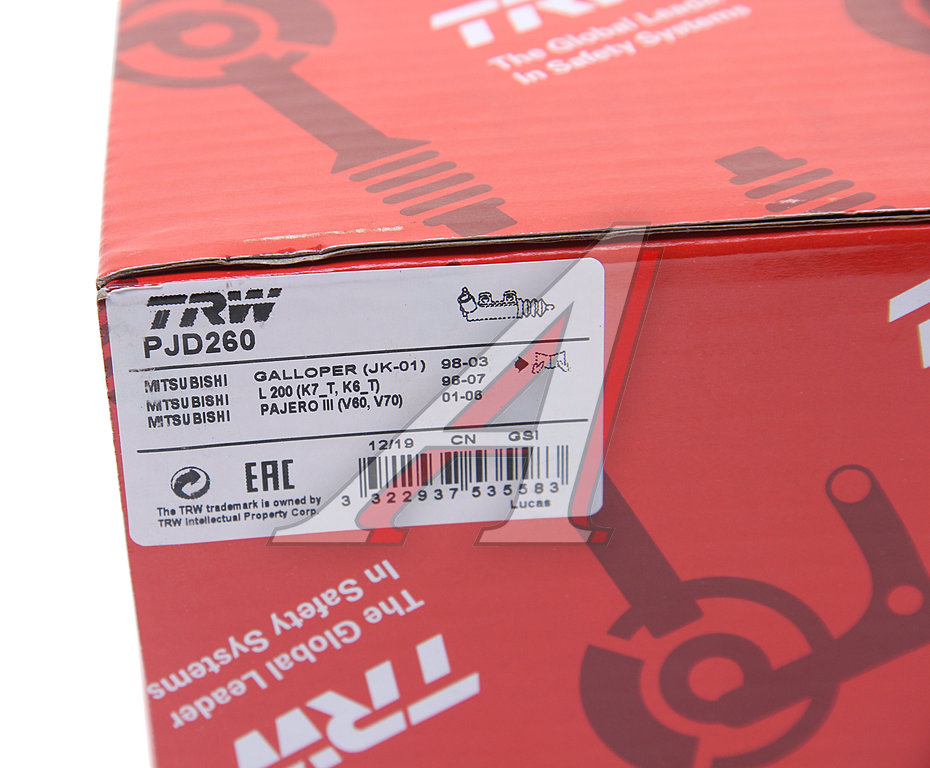 TRW
The Global Leader
In Safety Systems
TRW
PJD260
MITSUBISHI GALLOPER (JK-01) 98-03
MITSUBISHI L 200 (K7_T, K6_T) 96-07
MITSUBISHI PAJERO III (V60, V70) 01-06
12/19 CN GSI
EAC
3 322937 535583
Lucas
The TRW trademark is owned by
TRW Intellectual Property Corp.
The Global Leader
In Safety Systems
TRW